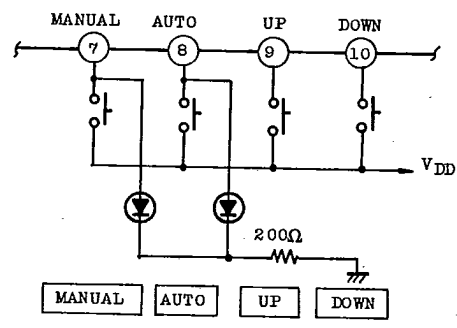 MANUAL AUTO UP DOWN
7 8 9 10
VDD
200Ω
MANUAL AUTO UP DOWN